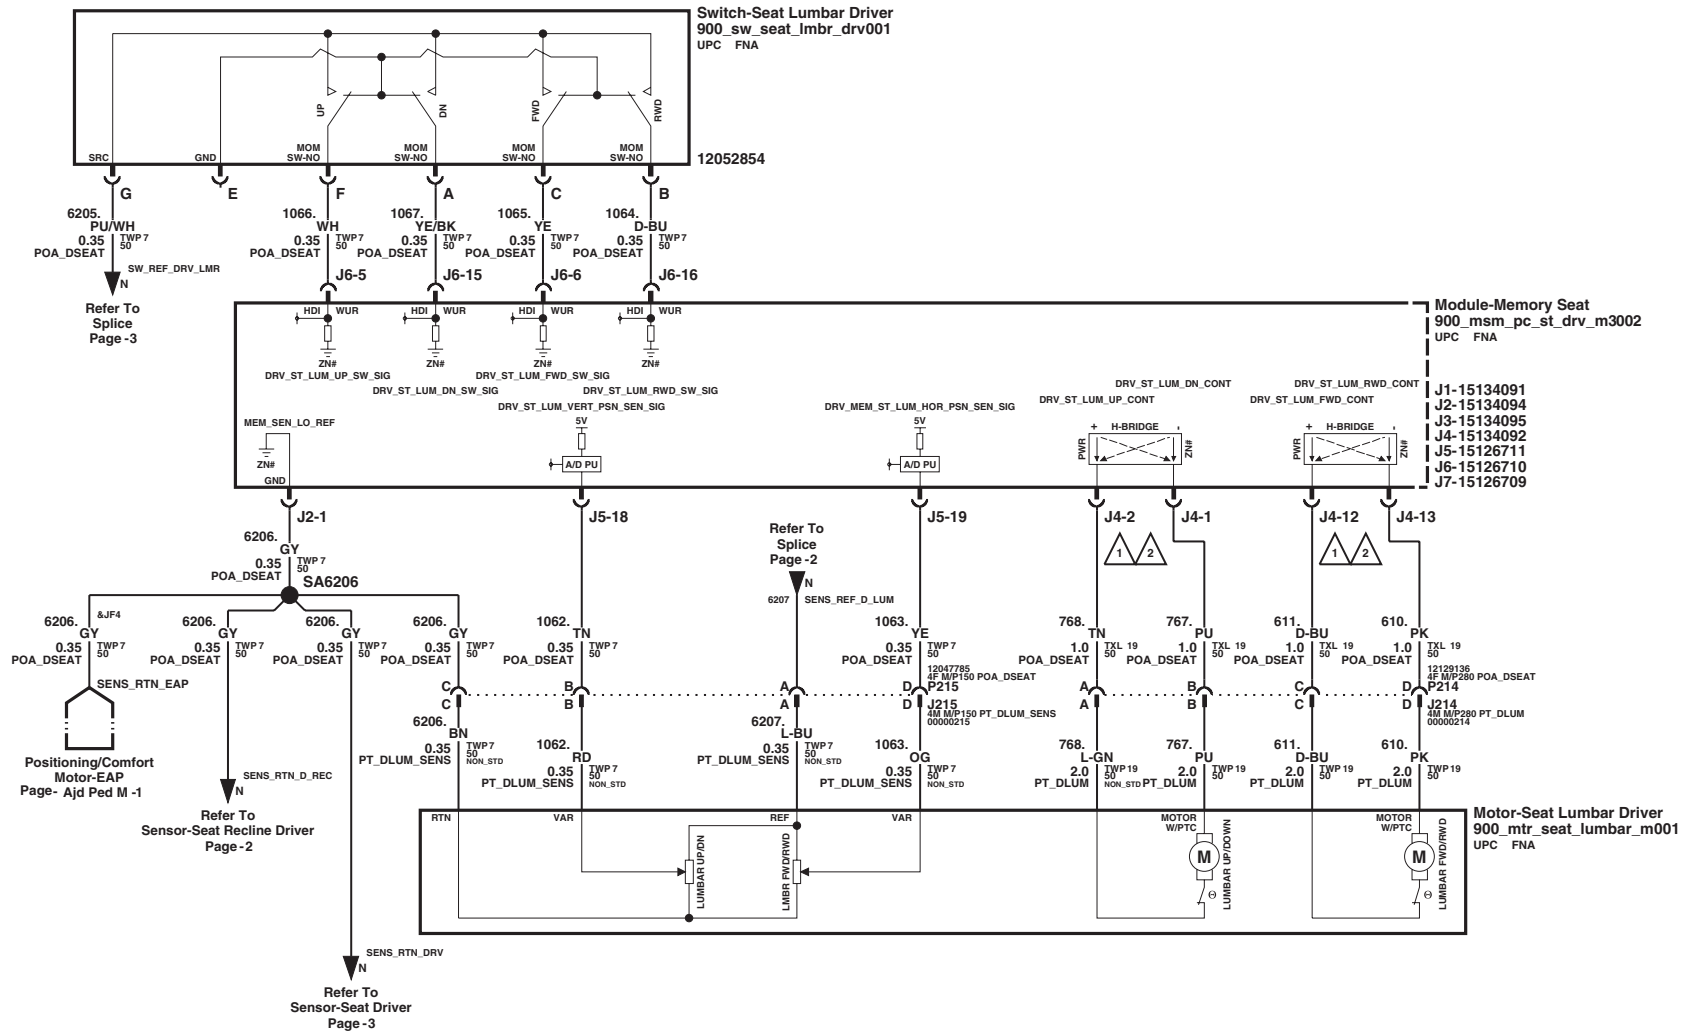 Switch-Seat Lumbar Driver
900_sw_seat_lmbr_drv001
UPC FNA
UP
DN
FWD
RWD
SRC
GND
MOM
SW-NO
MOM
SW-NO
MOM
SW-NO
MOM
SW-NO
12052854
G
E
F
A
C
B
6205.
PU/WH
0.35
TWP 7
50
POA_DSEAT
1066.
WH
0.35
TWP 7
50
POA_DSEAT
1067.
YE/BK
0.35
TWP 7
50
POA_DSEAT
1065.
YE
0.35
TWP 7
50
POA_DSEAT
1064.
D-BU
0.35
TWP 7
50
POA_DSEAT
SW_REF_DRV_LMR
N
Refer To
Splice
Page -3
J6-5
J6-15
J6-6
J6-16
Module-Memory Seat
900_msm_pc_st_drv_m3002
UPC FNA
HDI WUR
HDI WUR
HDI WUR
HDI WUR
ZN#
ZN#
ZN#
ZN#
DRV_ST_LUM_UP_SW_SIG
DRV_ST_LUM_FWD_SW_SIG
DRV_ST_LUM_DN_SW_SIG
DRV_ST_LUM_RWD_SW_SIG
DRV_ST_LUM_DN_CONT
DRV_ST_LUM_RWD_CONT
DRV_ST_LUM_UP_CONT
DRV_ST_LUM_FWD_CONT
DRV_ST_LUM_VERT_PSN_SEN_SIG
DRV_MEM_ST_LUM_HOR_PSN_SEN_SIG
J1-15134091
J2-15134094
J3-15134095
J4-15134092
J5-15126711
J6-15126710
J7-15126709
MEM_SEN_LO_REF
ZN#
GND
5V
A/D PU
5V
A/D PU
+ H-BRIDGE -
PWR
ZN#
+ H-BRIDGE -
PWR
ZN#
J2-1
J5-18
J5-19
J4-2
J4-1
J4-12
J4-13
1
2
1
2
6206.
GY
0.35
TWP 7
50
POA_DSEAT
SA6206
Refer To
Splice
Page -2
N
6207 SENS_REF_D_LUM
&JF4
6206.
GY
0.35
TWP 7
50
POA_DSEAT
6206.
GY
0.35
TWP 7
50
POA_DSEAT
6206.
GY
0.35
TWP 7
50
POA_DSEAT
6206.
GY
0.35
TWP 7
50
POA_DSEAT
1062.
TN
0.35
TWP 7
50
POA_DSEAT
1063.
YE
0.35
TWP 7
50
POA_DSEAT
768.
TN
1.0
TXL 19
50
POA_DSEAT
767.
PU
1.0
TXL 19
50
POA_DSEAT
611.
D-BU
1.0
TXL 19
50
POA_DSEAT
610.
PK
1.0
TXL 19
50
POA_DSEAT
12047785
4F M/P150 POA_DSEAT
P215
12129136
4F M/P280 POA_DSEAT
P214
C
B
A
D
A
B
C
D
C
B
A
D
A
B
C
D
J215
4M M/P150 PT_DLUM_SENS
00000215
J214
4M M/P280 PT_DLUM
00000214
SENS_RTN_EAP
Positioning/Comfort
Motor-EAP
Page- Ajd Ped M -1
SENS_RTN_D_REC
N
Refer To
Sensor-Seat Recline Driver
Page -2
SENS_RTN_DRV
N
Refer To
Sensor-Seat Driver
Page -3
6206.
BN
0.35
TWP 7
50
NON_STD
PT_DLUM_SENS
1062.
RD
0.35
TWP 7
50
NON_STD
PT_DLUM_SENS
6207.
L-BU
0.35
TWP 7
50
NON_STD
PT_DLUM_SENS
1063.
OG
0.35
TWP 7
50
NON_STD
PT_DLUM_SENS
768.
L-GN
2.0
TWP 19
50
NON_STD
PT_DLUM
767.
PU
2.0
TWP 19
50
PT_DLUM
611.
D-BU
2.0
TWP 19
50
PT_DLUM
610.
PK
2.0
TWP 19
50
PT_DLUM
Motor-Seat Lumbar Driver
900_mtr_seat_lumbar_m001
UPC FNA
RTN
VAR
REF
VAR
MOTOR
W/PTC
MOTOR
W/PTC
LUMBAR UP/DN
LMBR FWD/RWD
M
Θ
LUMBAR UP/DOWN
M
Θ
LUMBAR FWD/RWD